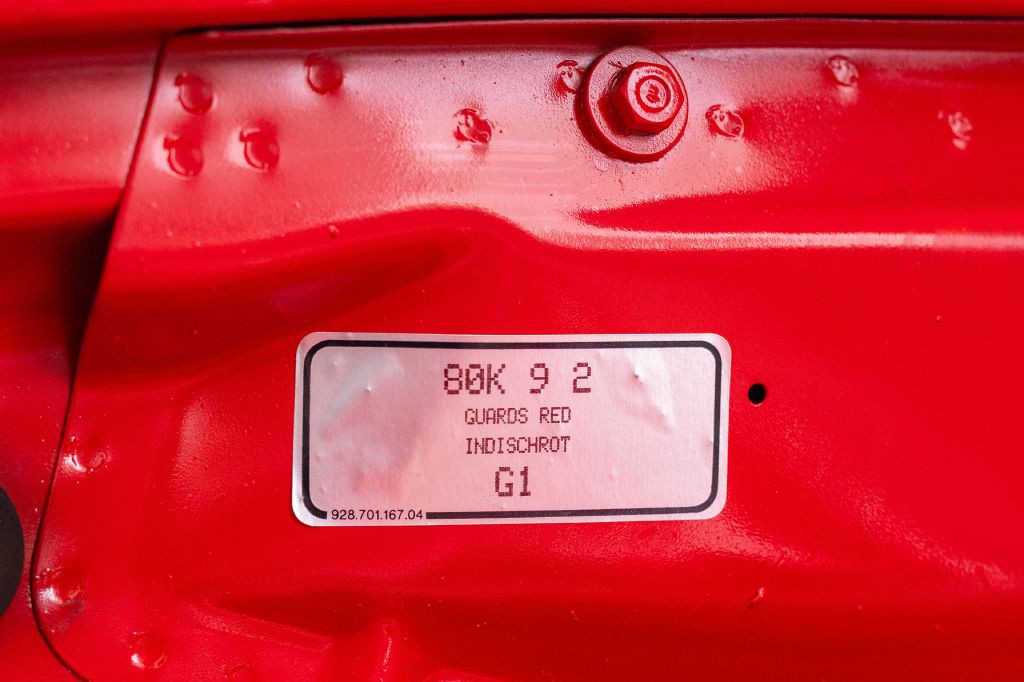 80K 9 2
GUARDS RED
INDISCHROT
G1
928.701.167.04